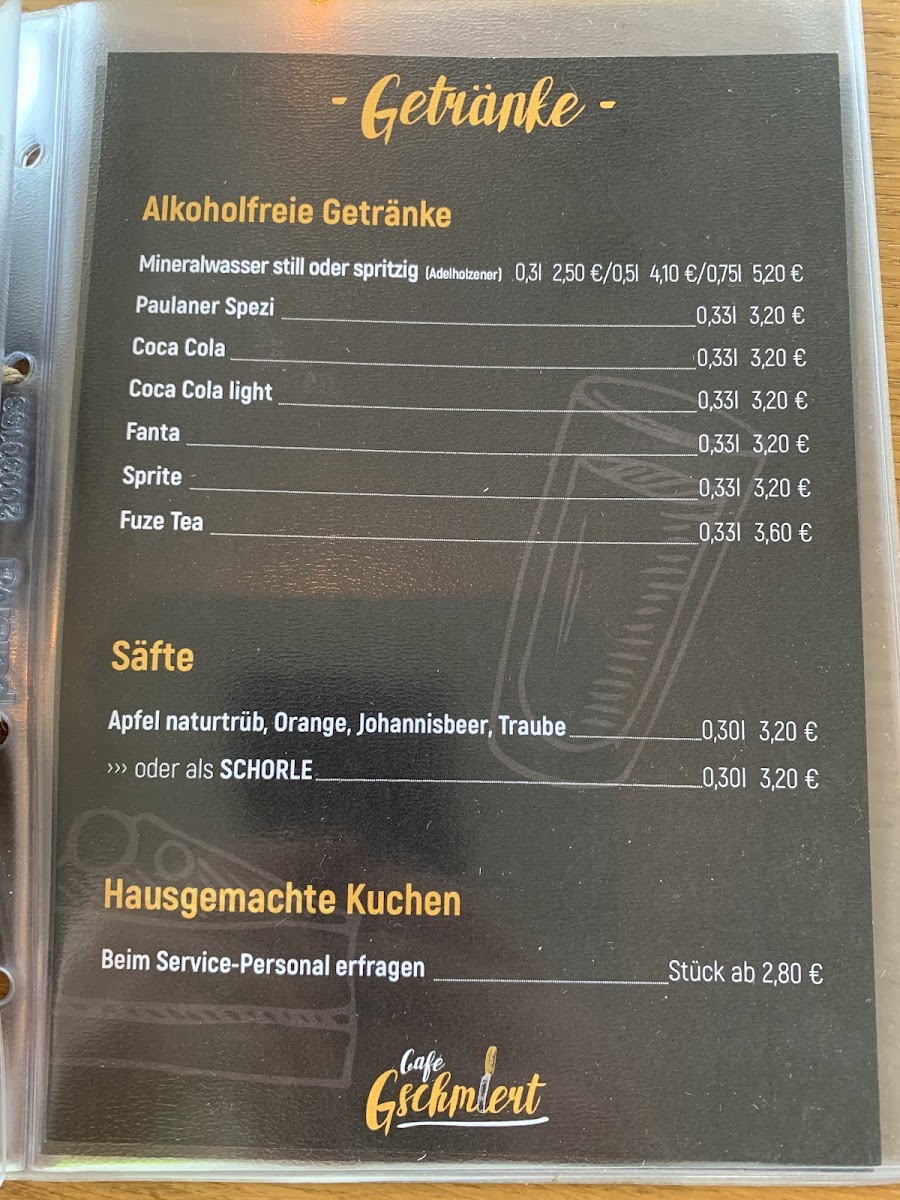 - Getränke -
Alkoholfreie Getränke
Mineralwasser still oder spritzig (Adelholzener) 0,3l 2,50 €/0,5l 4,10 €/0,75l 5,20 €
Paulaner Spezi 0,33l 3,20 €
Coca Cola 0,33l 3,20 €
Coca Cola light 0,33l 3,20 €
Fanta 0,33l 3,20 €
Sprite 0,33l 3,20 €
Fuze Tea 0,33l 3,60 €
Säfte
Apfel naturtrüb, Orange, Johannisbeer, Traube 0,30l 3,20 €
››› oder als SCHORLE 0,30l 3,20 €
Hausgemachte Kuchen
Beim Service-Personal erfragen Stück ab 2,80 €
Café
Gschmiert